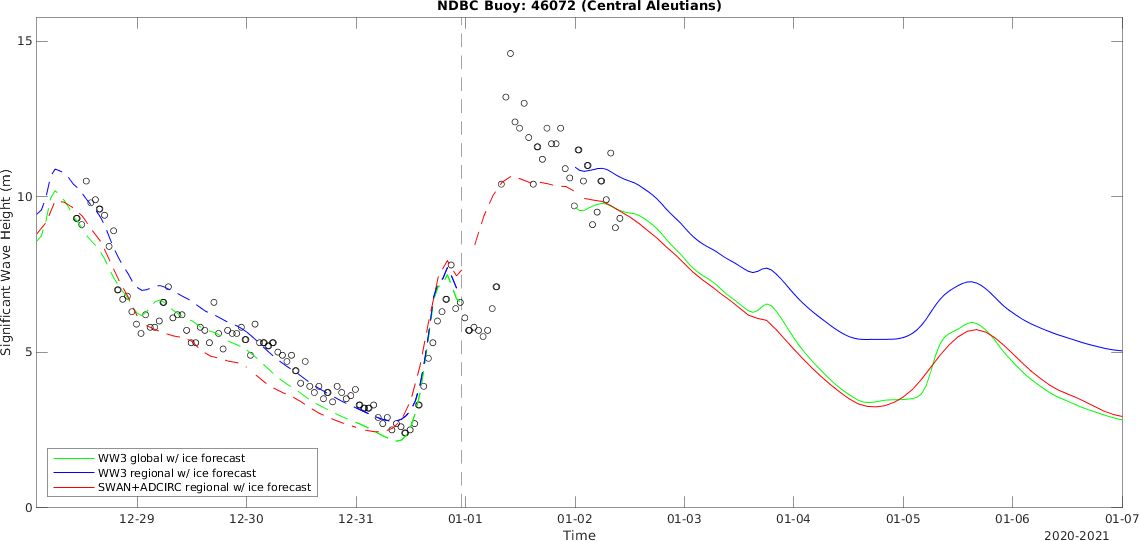 NDBC Buoy: 46072 (Central Aleutians)
Significant Wave Height (m)
15
10
5
0
WW3 global w/ ice forecast
WW3 regional w/ ice forecast
SWAN+ADCIRC regional w/ ice forecast
12-29 12-30 12-31 01-01 01-02 01-03 01-04 01-05 01-06 01-07
Time
2020-2021